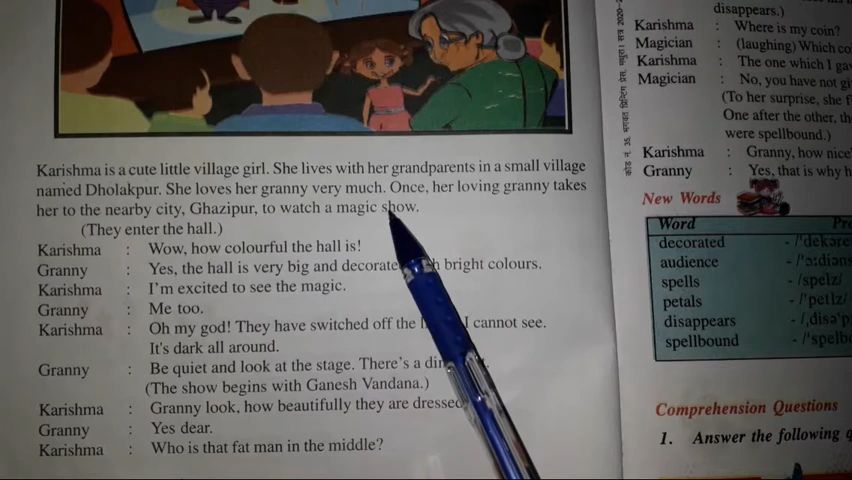 Karishma is a cute little village girl. She lives with her grandparents in a small village
named Dholakpur. She loves her granny very much. Once, her loving granny takes
her to the nearby city, Ghazipur, to watch a magic show.
(They enter the hall.)
Karishma : Wow, how colourful the hall is!
Granny : Yes, the hall is very big and bright colours.
Karishma : I'm excited to see the magic.
Granny : Me too.
Karishma : Oh my god! They have switched off the I cannot see.
It's dark all around.
Granny : Be quiet and look at the stage. There's a
(The show begins with Ganesh Vandana.)
Karishma : Granny look, how beautifully they are dressed
Granny : Yes dear.
Karishma : Who is that fat man in the middle?
disappears.)
Karishma : Where is my coin?
Magician : (laughing) Which
Karishma : The one which I
Magician : No, you have not
(To her surprise, she
One after the other,
were spellbound.)
Karishma : Granny, how
Granny : Yes, that is why
New Words
Word
decorated
audience
spells - /spelz/
petals - /'petlz/
disappears
spellbound
Comprehension Questions
1. Answer the following